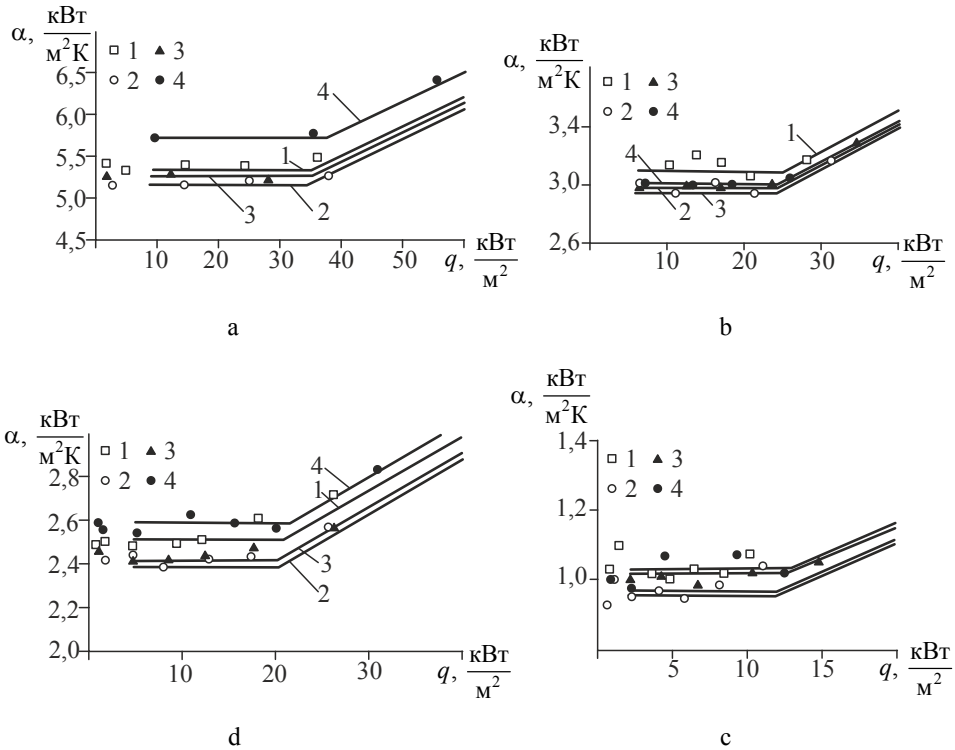 α, кВт/м²К
□ 1 ▲ 3
○ 2 ● 4
6,5
6,0
5,5
5,0
4,5
4
1
3
2
10 20 30 40 50 q, кВт/м²
a
α, кВт/м²К
□ 1 ▲ 3
○ 2 ● 4
3,4
3,0
2,6
1
4
2 3
10 20 30 q, кВт/м²
b
α, кВт/м²К
□ 1 ▲ 3
○ 2 ● 4
2,8
2,6
2,4
2,2
2,0
4
1
3
2
10 20 30 q, кВт/м²
d
α, кВт/м²К
□ 1 ▲ 3
○ 2 ● 4
1,4
1,2
1,0
5 10 15 q, кВт/м²
c